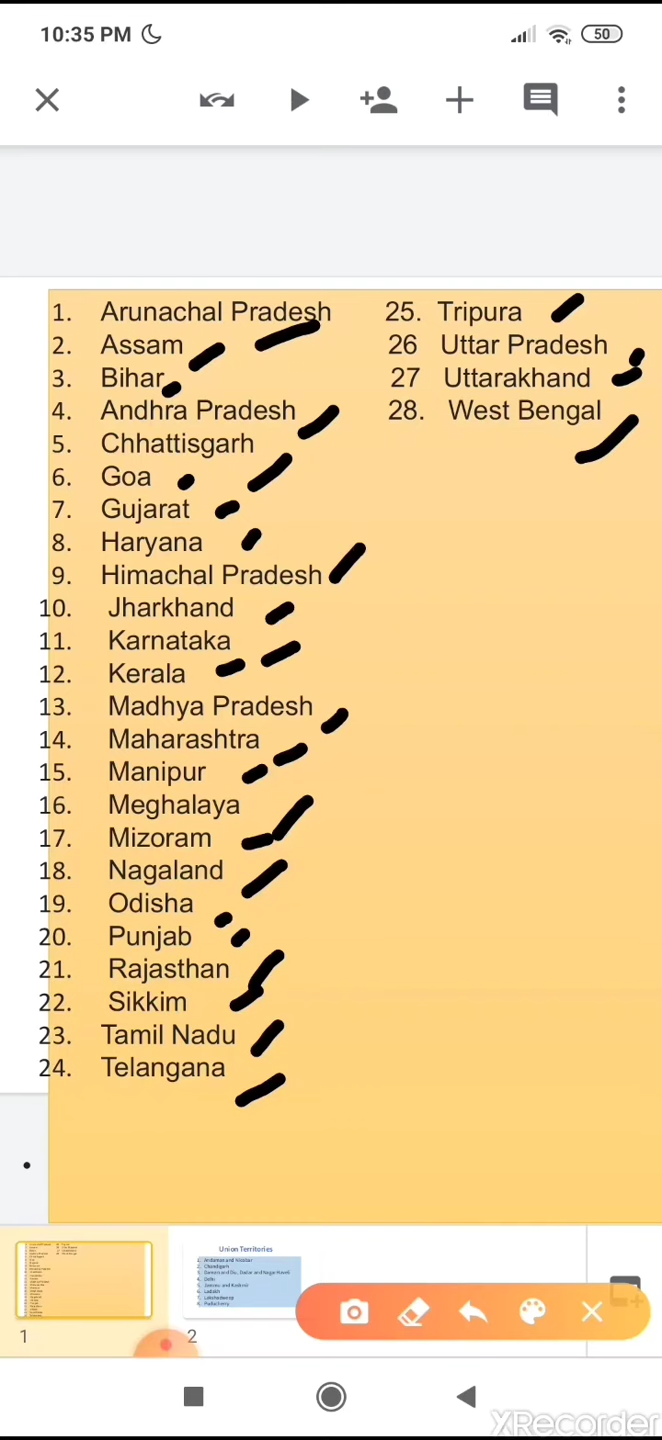 10:35 PM
50
1. Arunachal Pradesh
2. Assam
3. Bihar
4. Andhra Pradesh
5. Chhattisgarh
6. Goa
7. Gujarat
8. Haryana
9. Himachal Pradesh
10. Jharkhand
11. Karnataka
12. Kerala
13. Madhya Pradesh
14. Maharashtra
15. Manipur
16. Meghalaya
17. Mizoram
18. Nagaland
19. Odisha
20. Punjab
21. Rajasthan
22. Sikkim
23. Tamil Nadu
24. Telangana
25. Tripura
26 Uttar Pradesh
27 Uttarakhand
28. West Bengal
1
Union Territories
2
XRecorder